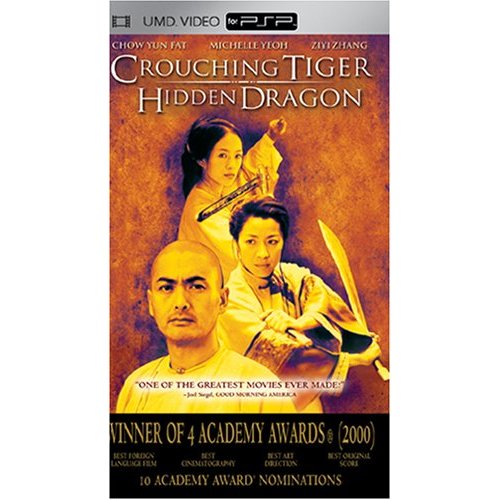 UMD. VIDEO for PSP
CHOW YUN FAT MICHELLE YEOH ZIYI ZHANG
CROUCHING TIGER
HIDDEN DRAGON
"ONE OF THE GREATEST MOVIES EVER MADE!"
-Joel Siegel, GOOD MORNING AMERICA
WINNER OF 4 ACADEMY AWARDS® (2000)
BEST FOREIGN LANGUAGE FILM
BEST CINEMATOGRAPHY
BEST ART DIRECTION
BEST ORIGINAL SCORE
10 ACADEMY AWARD NOMINATIONS